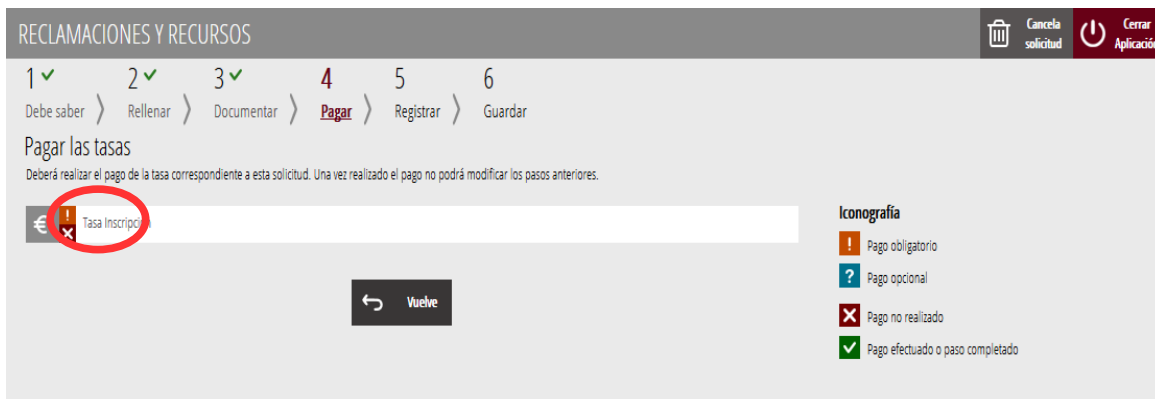 RECLAMACIONES Y RECURSOS
Cancela solicitud
Cerrar Aplicación
1 2 3 4 5 6
Debe saber Rellenar Documentar Pagar Registrar Guardar
Pagar las tasas
Deberá realizar el pago de la tasa correspondiente a esta solicitud. Una vez realizado el pago no podrá modificar los pasos anteriores.
€ ! Tasa Inscripción
Vuelve
Iconografía
! Pago obligatorio
? Pago opcional
Pago no realizado
Pago efectuado o paso completado